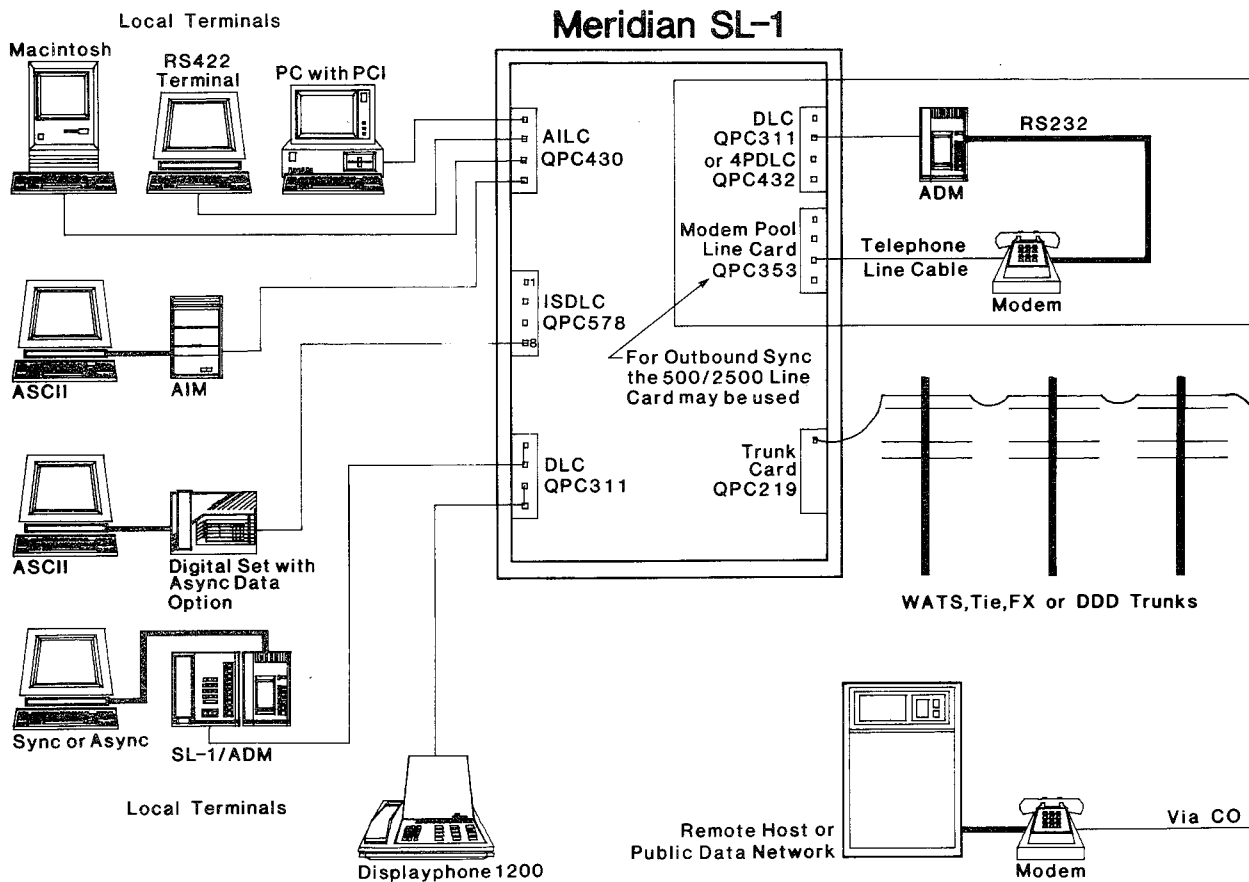 Meridian SL-1
Local Terminals
Macintosh
RS422
Terminal
PC with PCI
AILC
QPC430
DLC
QPC311
or 4PDLC
QPC432
RS232
ADM
Modem Pool
Line Card
QPC353
Telephone
Line Cable
Modem
1
ISDLC
QPC578
8
ASCII
AIM
For Outbound Sync
the 500/2500 Line
Card may be used
DLC
QPC311
Trunk
Card
QPC219
ASCII
Digital Set with
Async Data
Option
WATS,Tie,FX or DDD Trunks
Sync or Async
SL-1/ADM
Local Terminals
Displayphone 1200
Remote Host or
Public Data Network
Modem
Via CO